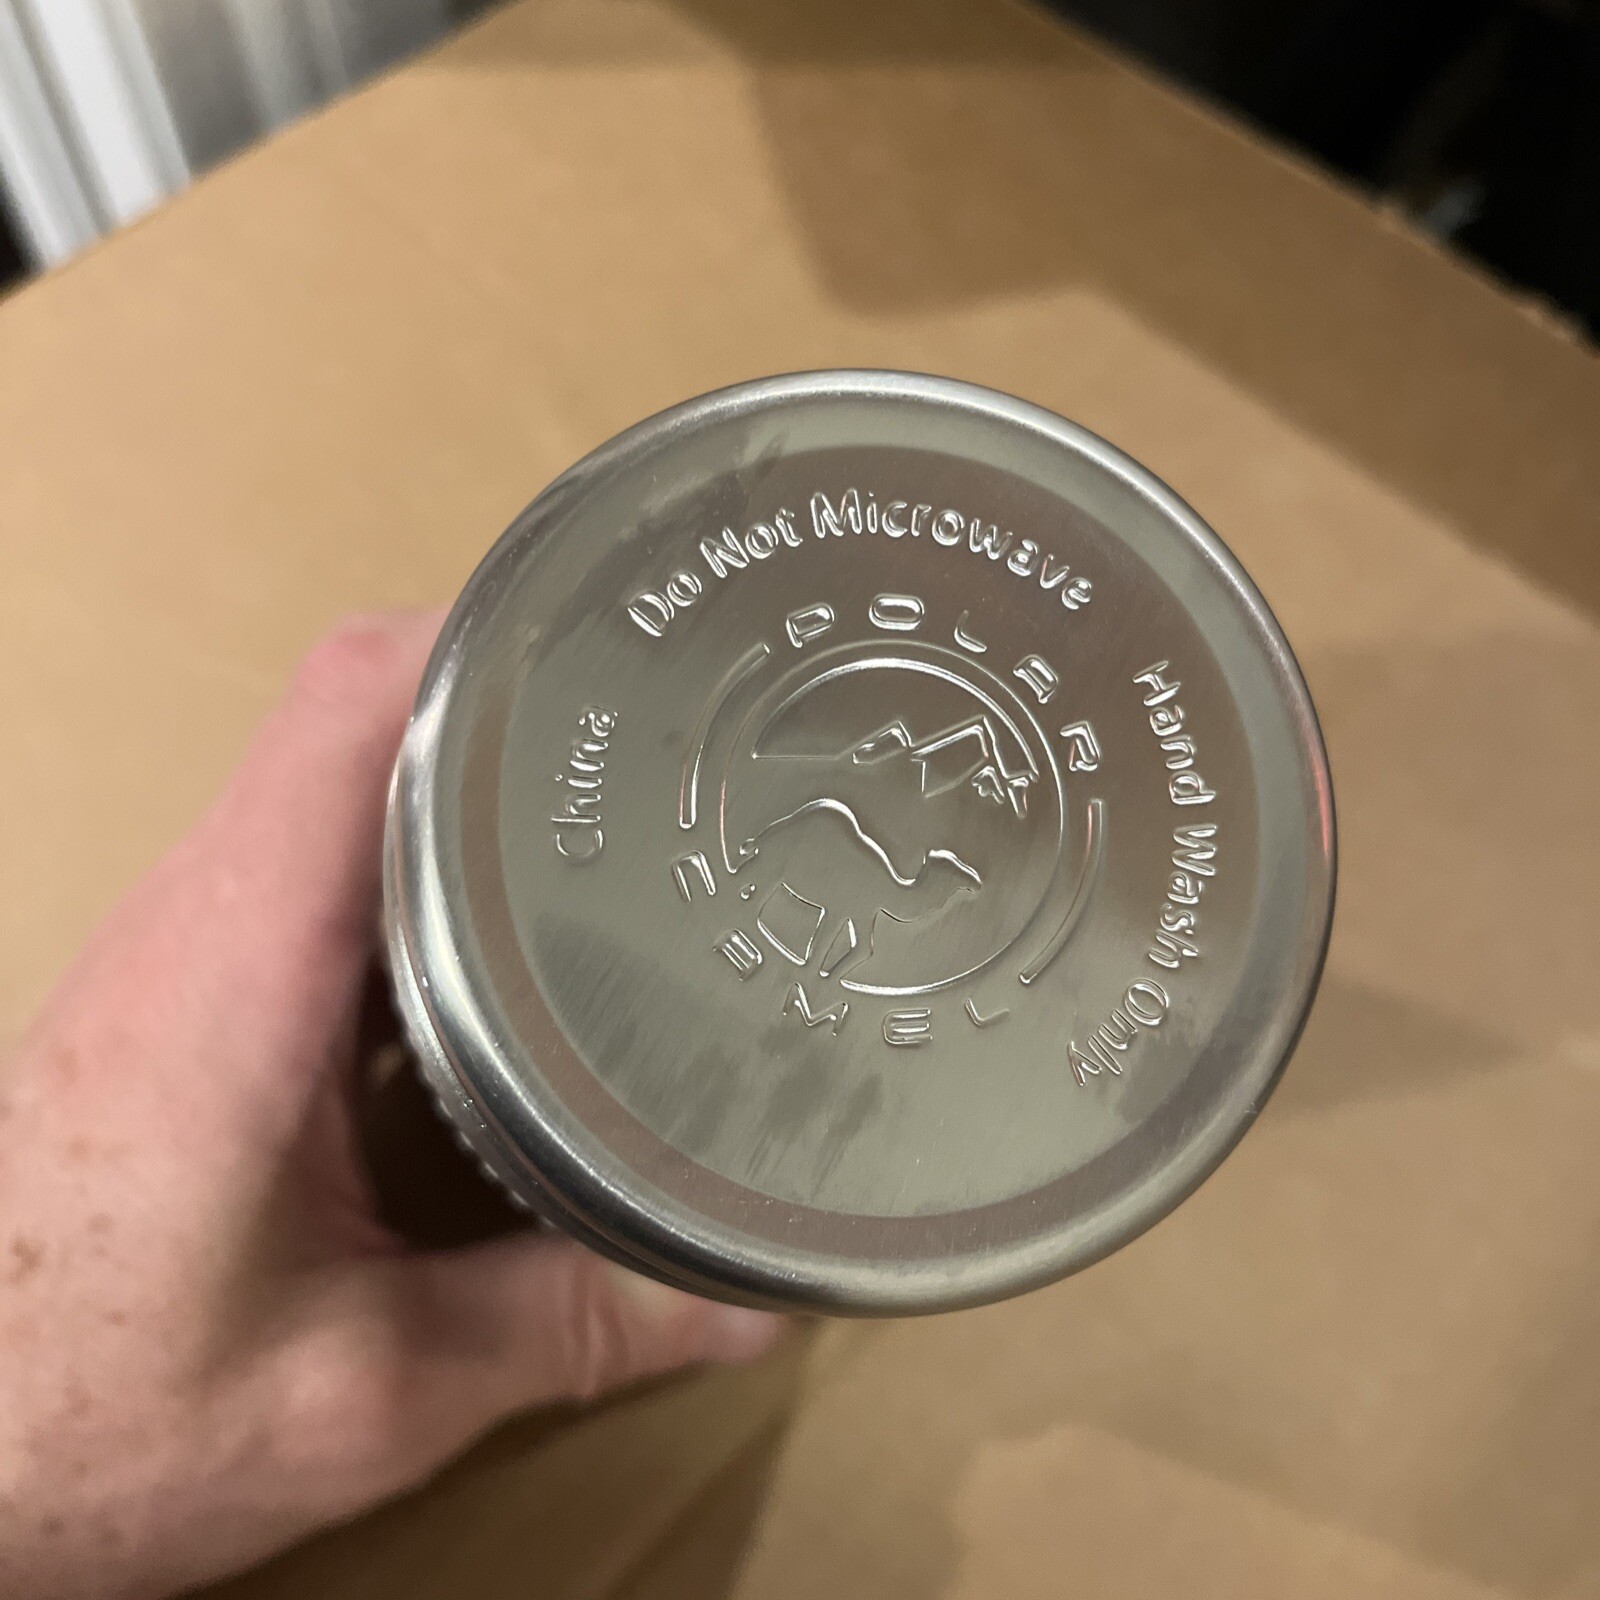 Do Not Microwave
Hand Wash Only
China
POLAR
CAMEL